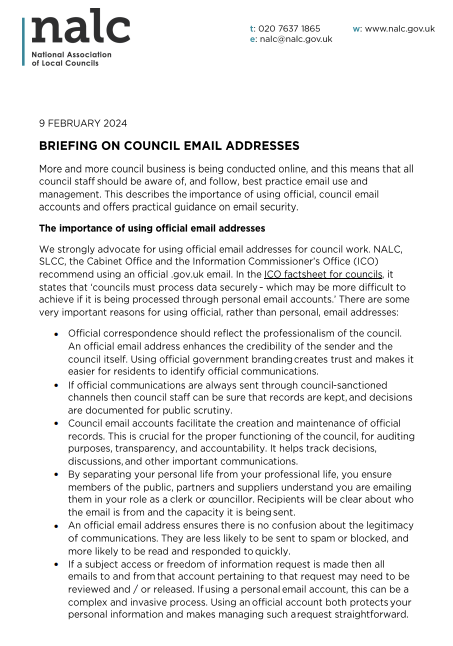 nalc
National Association
of Local Councils
t: 020 7637 1865 w: www.nalc.gov.uk
e: nalc@nalc.gov.uk
9 FEBRUARY 2024
BRIEFING ON COUNCIL EMAIL ADDRESSES
More and more council business is being conducted online, and this means that all
council staff should be aware of, and follow, best practice email use and
management. This describes the importance of using official, council email
accounts and offers practical guidance on email security.
The importance of using official email addresses
We strongly advocate for using official email addresses for council work. NALC,
SLCC, the Cabinet Office and the Information Commissioner's Office (ICO)
recommend using an official .gov.uk email. In the ICO factsheet for councils, it
states that 'councils must process data securely – which may be more difficult to
achieve if it is being processed through personal email accounts.' There are some
very important reasons for using official, rather than personal, email addresses:
• Official correspondence should reflect the professionalism of the council.
An official email address enhances the credibility of the sender and the
council itself. Using official government branding creates trust and makes it
easier for residents to identify official communications.
• If official communications are always sent through council-sanctioned
channels then council staff can be sure that records are kept, and decisions
are documented for public scrutiny.
• Council email accounts facilitate the creation and maintenance of official
records. This is crucial for the proper functioning of the council, for auditing
purposes, transparency, and accountability. It helps track decisions,
discussions, and other important communications.
• By separating your personal life from your professional life, you ensure
members of the public, partners and suppliers understand you are emailing
them in your role as a clerk or councillor. Recipients will be clear about who
the email is from and the capacity it is being sent.
• An official email address ensures there is no confusion about the legitimacy
of communications. They are less likely to be sent to spam or blocked, and
more likely to be read and responded to quickly.
• If a subject access or freedom of information request is made then all
emails to and from that account pertaining to that request may need to be
reviewed and / or released. If using a personal email account, this can be a
complex and invasive process. Using an official account both protects your
personal information and makes managing such a request straightforward.